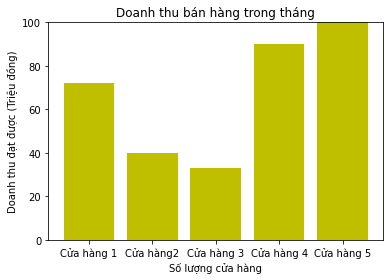 Doanh thu bán hàng trong tháng
Doanh thu đạt được (Triệu đồng)
100
80
60
40
20
0
Cửa hàng 1 Cửa hàng2 Cửa hàng 3 Cửa hàng 4 Cửa hàng 5
Số lượng cửa hàng